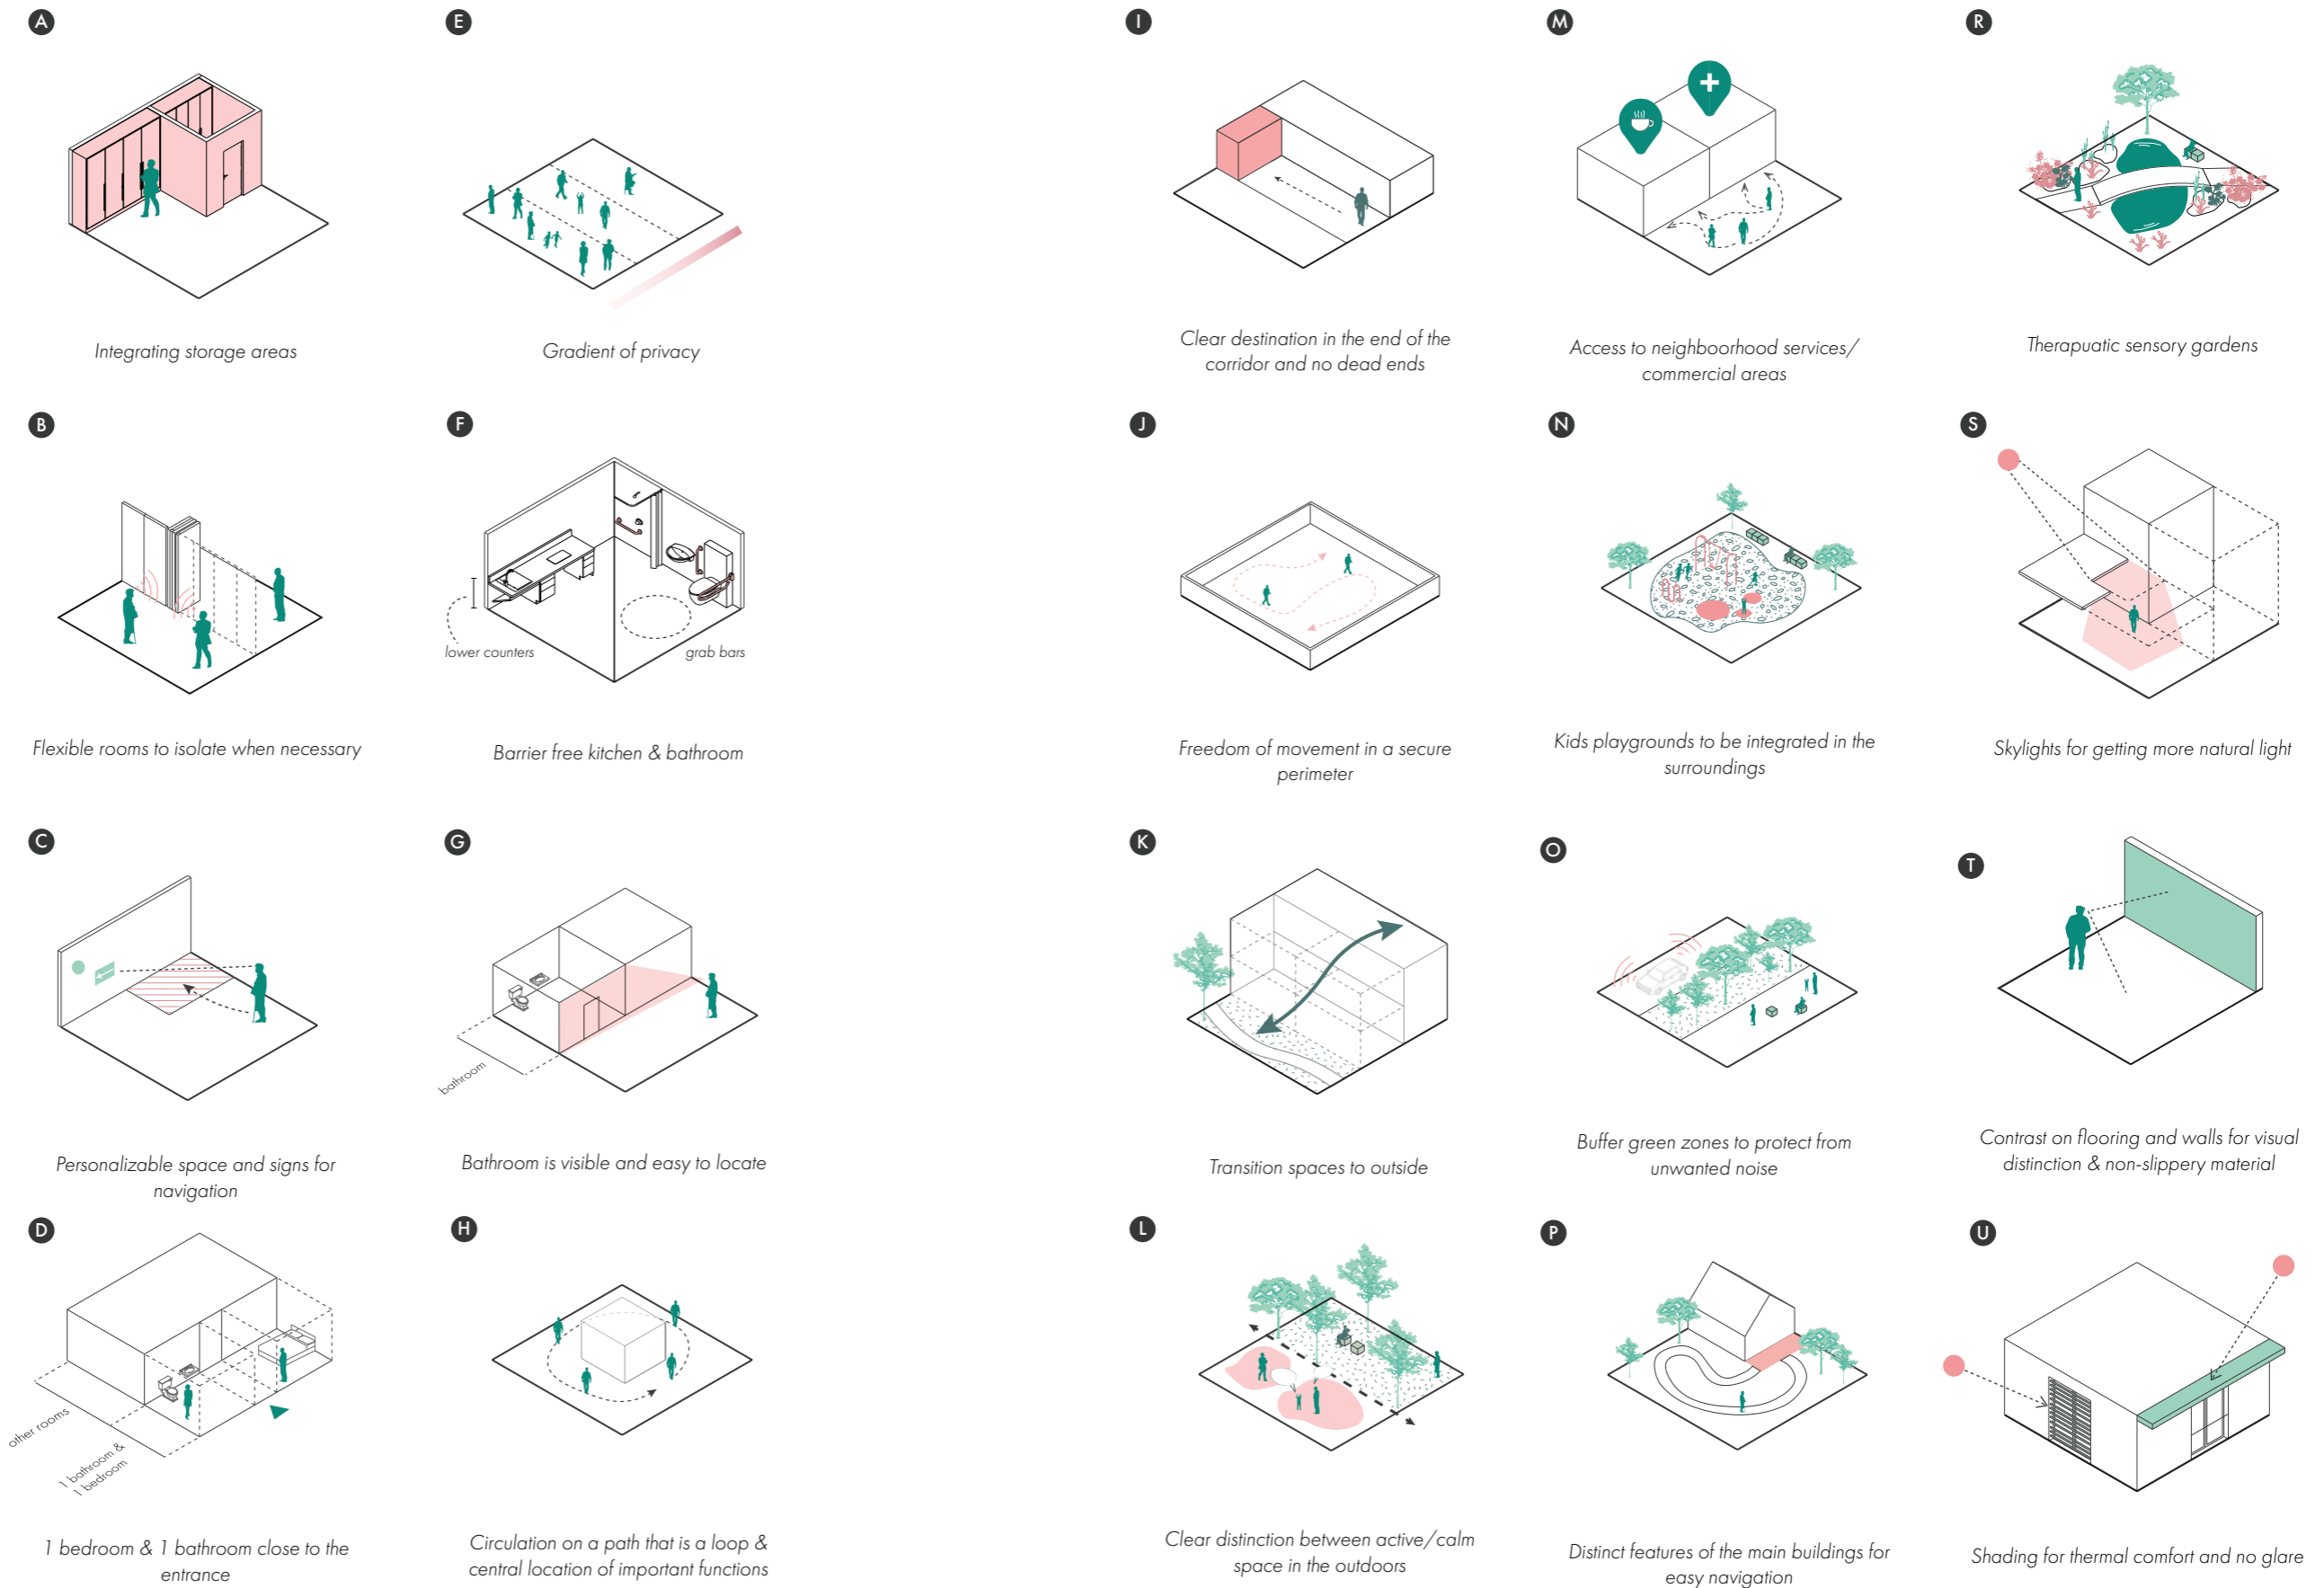 A
Integrating storage areas
B
Flexible rooms to isolate when necessary
C
Personalizable space and signs for
navigation
D
other rooms
1 bathroom &
1 bedroom
1 bedroom & 1 bathroom close to the
entrance
E
Gradient of privacy
F
lower counters
grab bars
Barrier free kitchen & bathroom
G
bathroom
Bathroom is visible and easy to locate
H
Circulation on a path that is a loop &
central location of important functions
I
Clear destination in the end of the
corridor and no dead ends
J
Freedom of movement in a secure
perimeter
K
Transition spaces to outside
L
Clear distinction between active/calm
space in the outdoors
M
Access to neighboorhood services/
commercial areas
N
Kids playgrounds to be integrated in the
surroundings
O
Buffer green zones to protect from
unwanted noise
P
Distinct features of the main buildings for
easy navigation
R
Therapuatic sensory gardens
S
Skylights for getting more natural light
T
Contrast on flooring and walls for visual
distinction & non-slippery material
U
Shading for thermal comfort and no glare